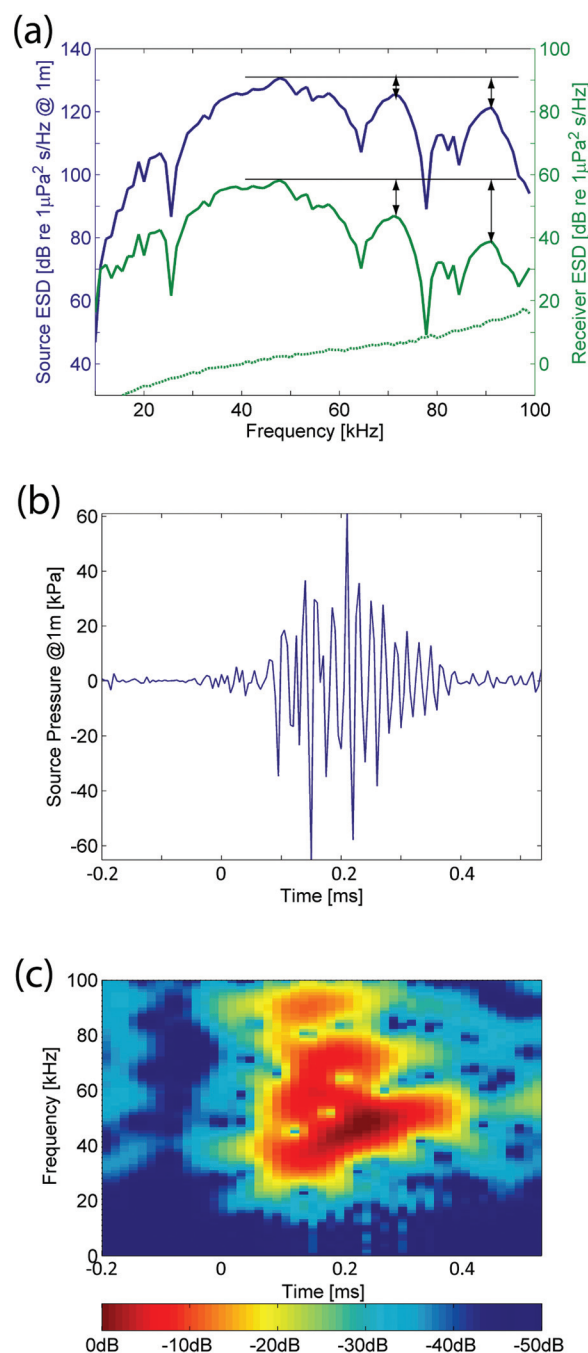 (a)
140
120
100
80
60
40
Source ESD [dB re 1μPa² s/Hz @ 1m]
100
80
60
40
20
0
Receiver ESD [dB re 1μPa² s/Hz]
20 40 60 80 100
Frequency [kHz]
(b)
60
40
20
0
-20
-40
-60
Source Pressure @1m [kPa]
-0.2 0 0.2 0.4
Time [ms]
(c)
100
80
60
40
20
0
Frequency [kHz]
-0.2 0 0.2 0.4
Time [ms]
0dB -10dB -20dB -30dB -40dB -50dB